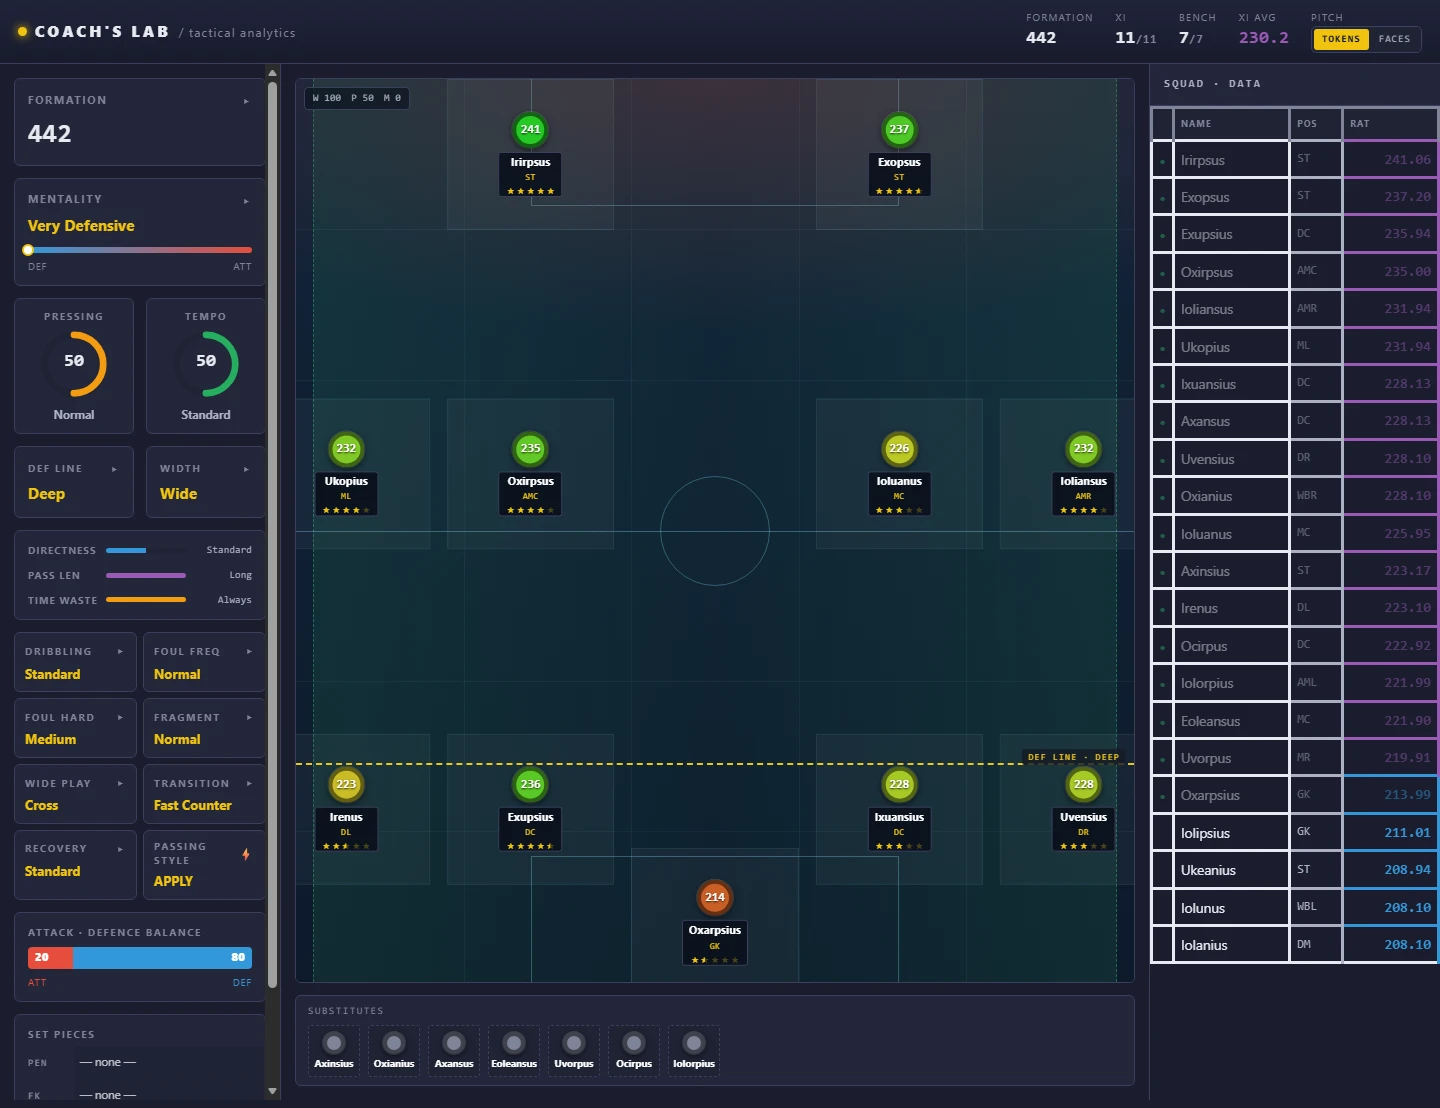 COACH'S LAB / tactical analytics
FORMATION XI BENCH XI AVG PITCH
442 11/11 7/7 230.2 TOKENS FACES
FORMATION
442
MENTALITY
Very Defensive
DEF ATT
PRESSING TEMPO
50 50
Normal Standard
DEF LINE WIDTH
Deep Wide
DIRECTNESS Standard
PASS LEN Long
TIME WASTE Always
DRIBBLING FOUL FREQ
Standard Normal
FOUL HARD FRAGMENT
Medium Normal
WIDE PLAY TRANSITION
Cross Fast Counter
RECOVERY PASSING STYLE
Standard APPLY
ATTACK · DEFENCE BALANCE
20 80
ATT DEF
SET PIECES
PEN — none —
FK — none —
W 100 P 50 M 0
241 237
Irirpsus Exopsus
ST ST
232 235 226 232
Ukopius Oxirpsus Ioluanus Ioliansus
ML AMC MC AMR
DEF LINE · DEEP
223 236 228 228
Irenus Exupsius Ixuansius Uvensius
DL DC DC DR
214
Oxarpsius
GK
SUBSTITUTES
Axinsius Oxianius Axansus Eoleansus Uvorpus Ocirpus Iolorpius
SQUAD · DATA
NAME POS RAT
Irirpsus ST 241.06
Exopsus ST 237.20
Exupsius DC 235.94
Oxirpsus AMC 235.00
Ioliansus AMR 231.94
Ukopius ML 231.94
Ixuansius DC 228.13
Axansus DC 228.13
Uvensius DR 228.10
Oxianius WBR 228.10
Ioluanus MC 225.95
Axinsius ST 223.17
Irenus DL 223.10
Ocirpus DC 222.92
Iolorpius AML 221.99
Eoleansus MC 221.90
Uvorpus MR 219.91
Oxarpsius GK 213.99
Iolipsius GK 211.01
Ukeanius ST 208.94
Iolunus WBL 208.10
Iolanius DM 208.10